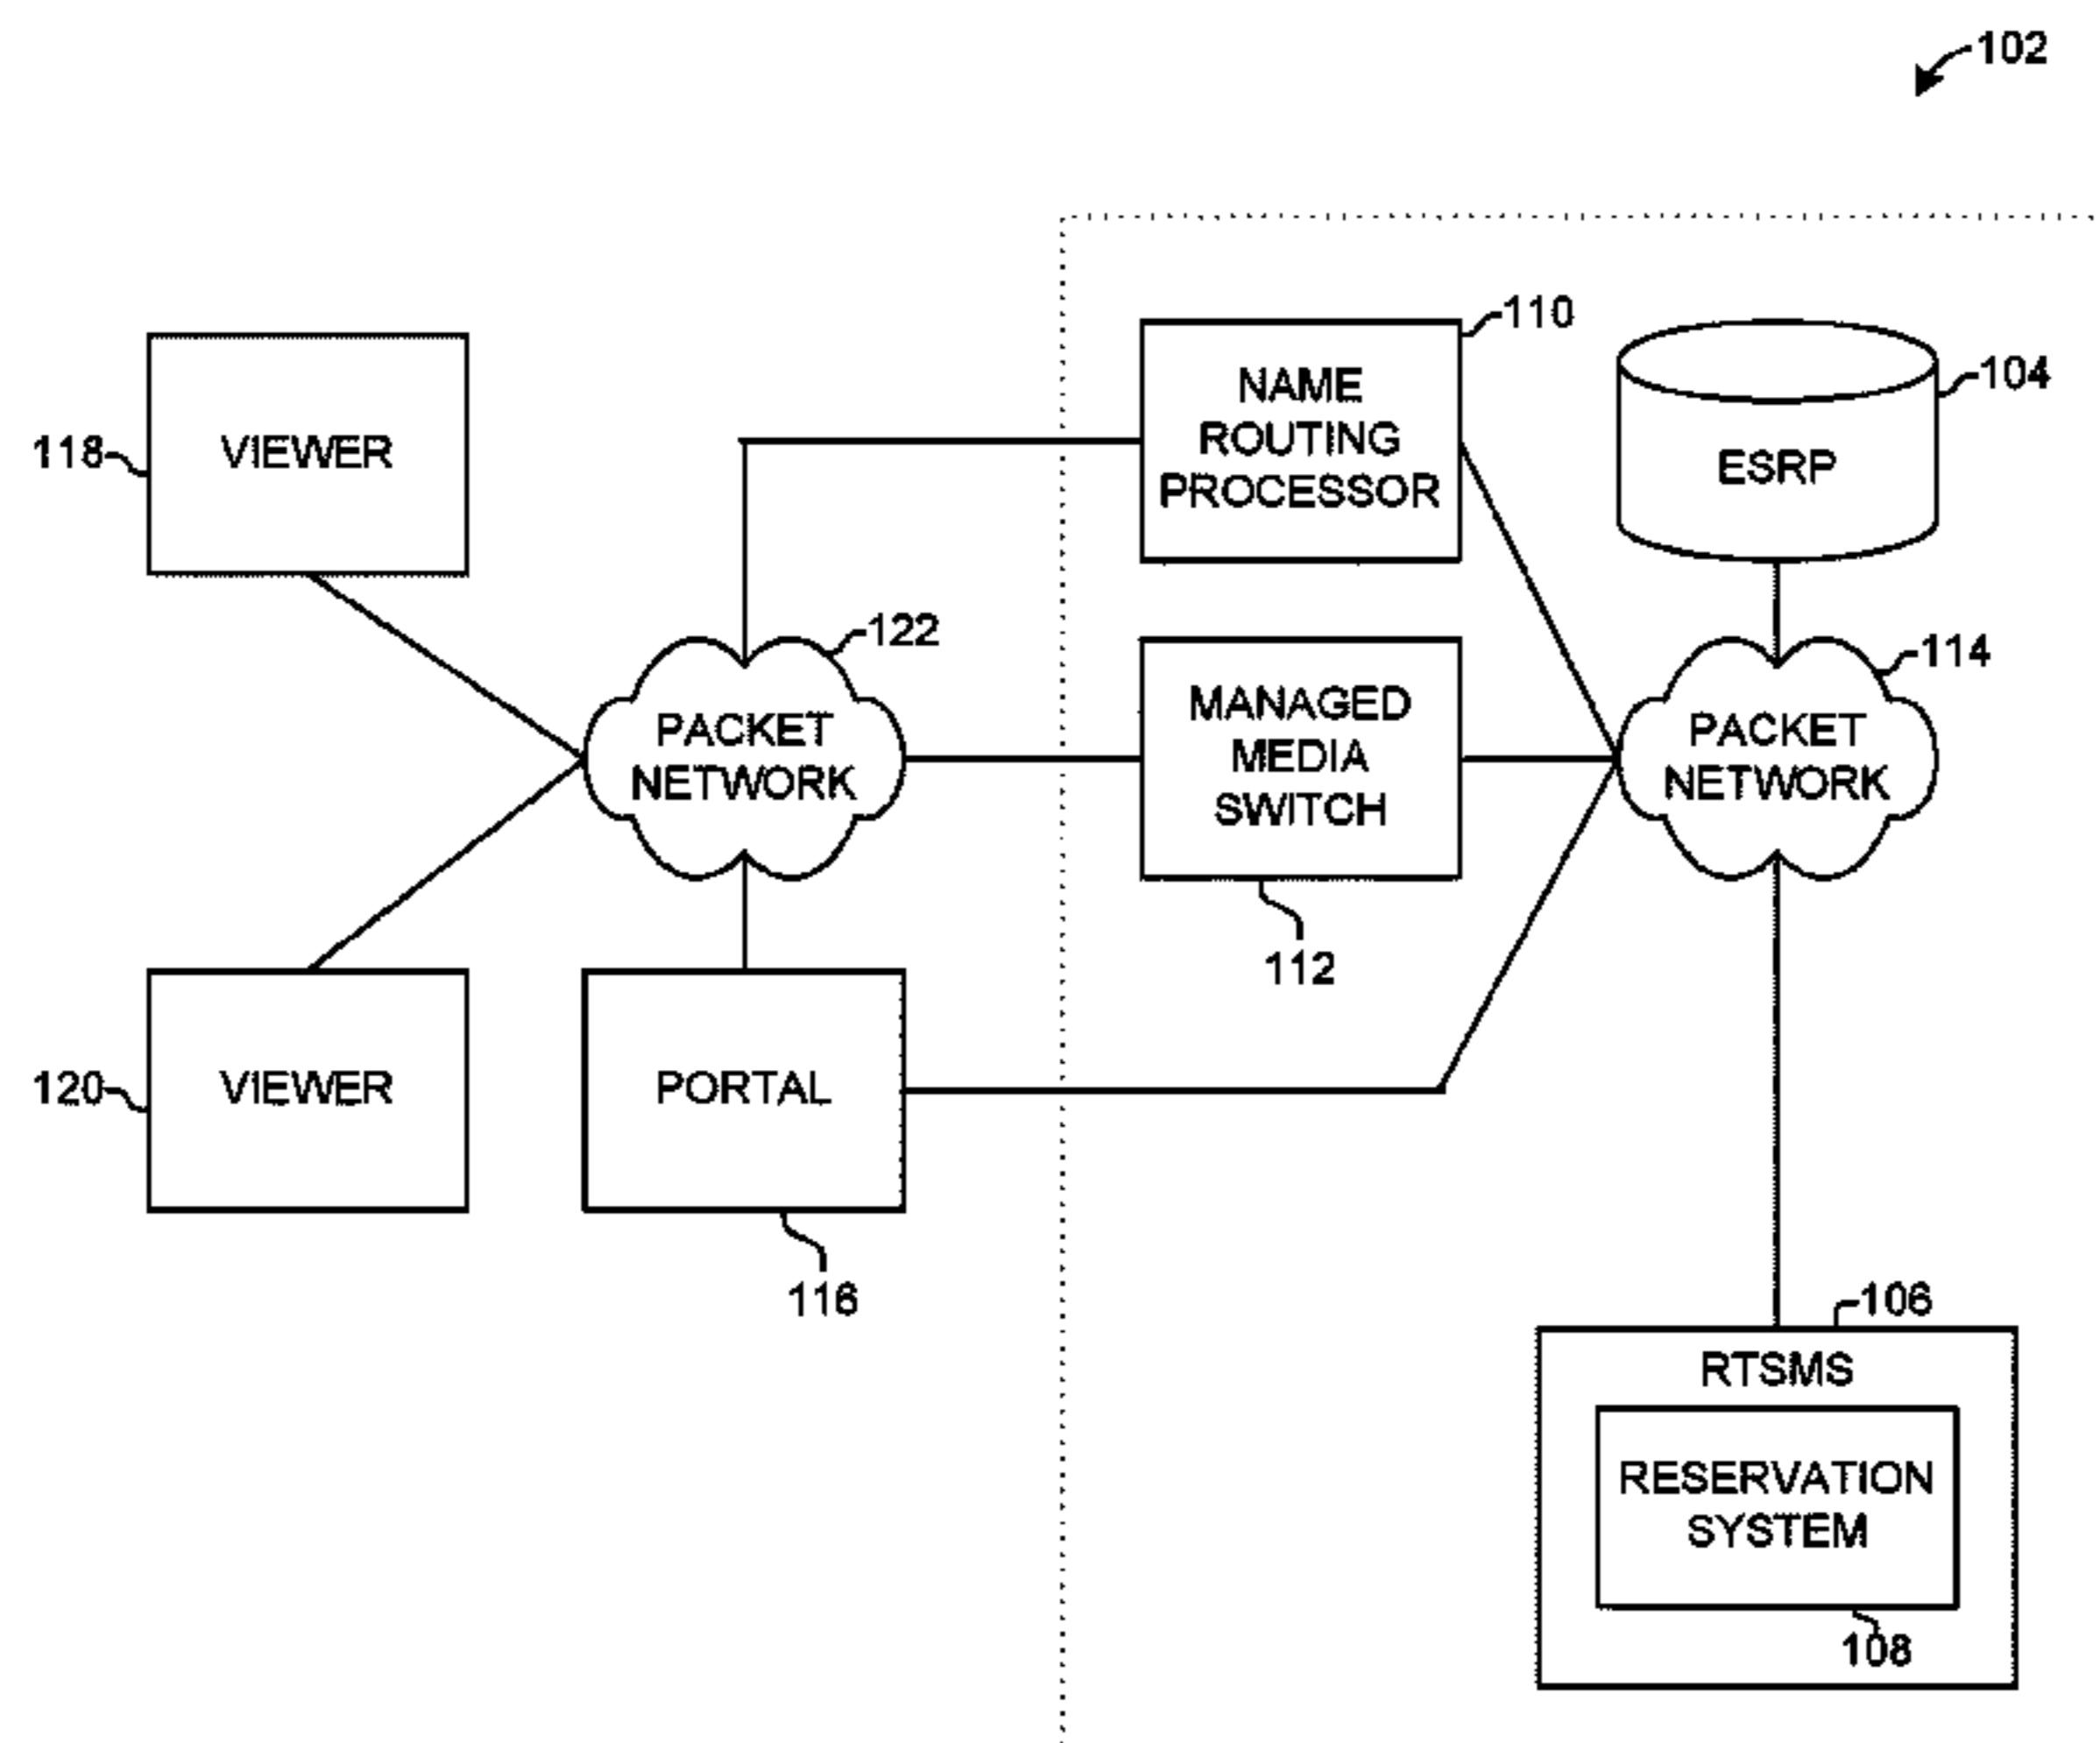 102
110
NAME
ROUTING
PROCESSOR
104
ESRP
118
VIEWER
122
PACKET
NETWORK
MANAGED
MEDIA
SWITCH
112
114
PACKET
NETWORK
120
VIEWER
PORTAL
116
106
RTSMS
RESERVATION
SYSTEM
108